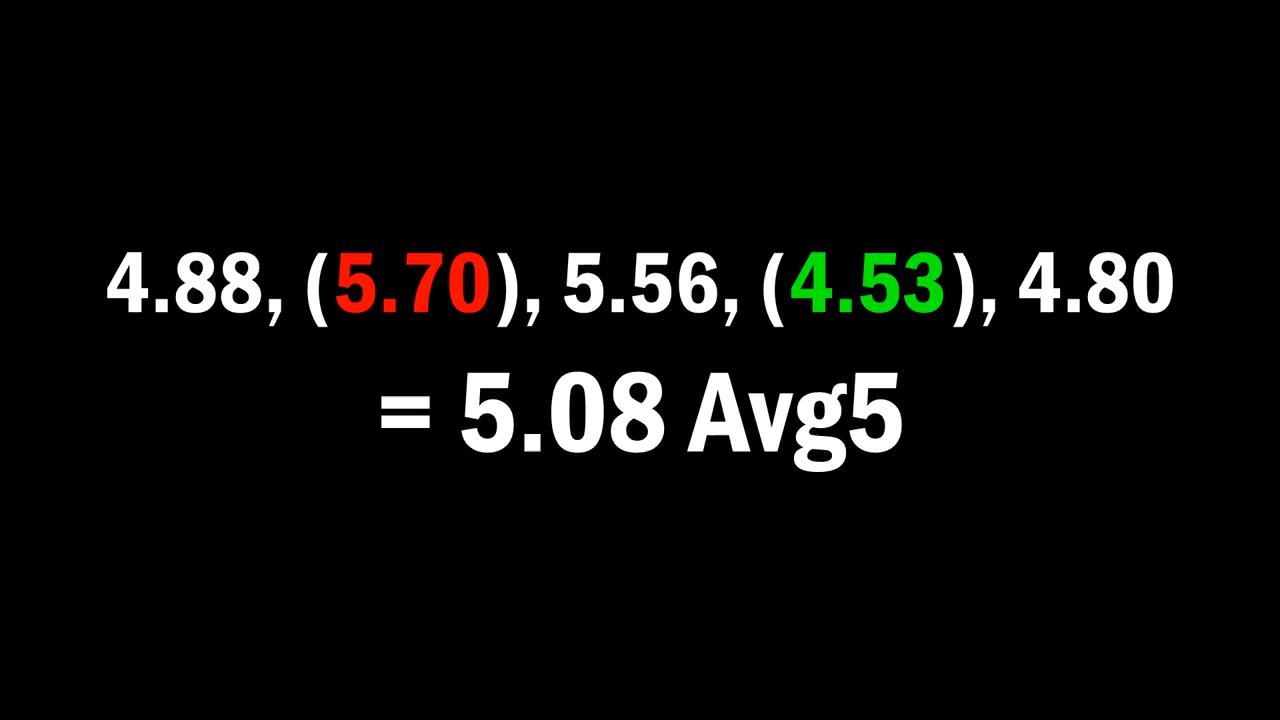 4.88, (5.70), 5.56, (4.53), 4.80
= 5.08 Avg5